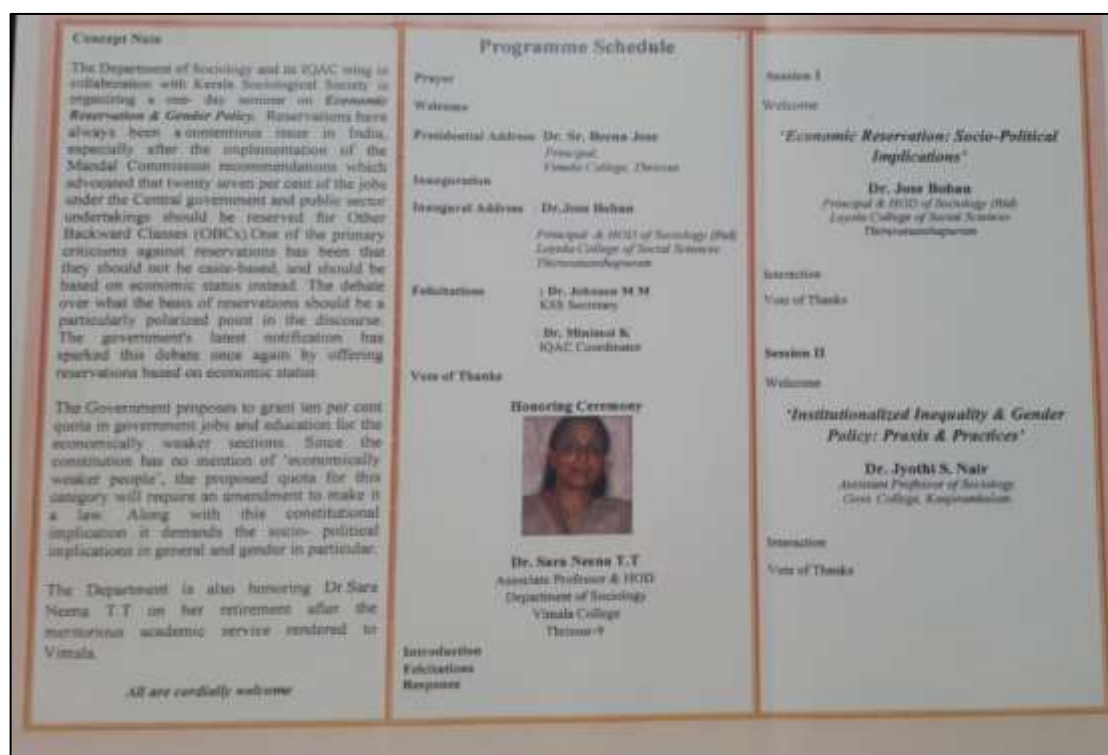 Concept Note
The Department of Sociology and its IQAC wing in
collaboration with Kerala Sociological Society is
organizing a one- day seminar on Economic
Reservation & Gender Policy. Reservations have
always been a contentious issue in India,
especially after the implementation of the
Mandal Commission recommendations which
advocated that twenty seven per cent of the jobs
under the Central government and public sector
undertakings should be reserved for Other
Backward Classes (OBCs).One of the primary
criticisms against reservations has been that
they should not be caste-based, and should be
based on economic status instead. The debate
over what the basis of reservations should be a
particularly polarized point in the discourse.
The government's latest notification has
sparked this debate once again by offering
reservations based on economic status.
The Government proposes to grant ten per cent
quota in government jobs and education for the
economically weaker sections. Since the
constitution has no mention of 'economically
weaker people', the proposed quota for this
category will require an amendment to make it
a law. Along with this constitutional
implication it demands the socio- political
implications in general and gender in particular.
The Department is also honoring Dr.Sara
Neena T.T on her retirement after the
meritorious academic service rendered to
Vimala.
All are cordially welcome
Programme Schedule
Prayer
Welcome
Presidential Address Dr. Sr. Beena Jose
Principal,
Vimala College, Thrissur
Inauguration
Inaugural Address Dr.Jose Boban
Principal & HOD of Sociology (Rtd)
Loyola College of Social Sciences
Thiruvananthapuram
Felicitations : Dr. Johnson M M
KSS Secretary
Dr. Minimol K
IQAC Coordinator
Vote of Thanks
Honoring Ceremony
Dr. Sara Neena T.T
Associate Professor & HOD
Department of Sociology
Vimala College
Thrissur-9
Introduction
Felicitations
Response
Session I
Welcome
'Economic Reservation: Socio-Political
Implications'
Dr. Jose Boban
Principal & HOD of Sociology (Rtd)
Loyola College of Social Sciences
Thiruvananthapuram
Interaction
Vote of Thanks
Session II
Welcome
'Institutionalized Inequality & Gender
Policy: Praxis & Practices'
Dr. Jyothi S. Nair
Assistant Professor of Sociology
Govt. College, Kanjiramkulam
Interaction
Vote of Thanks